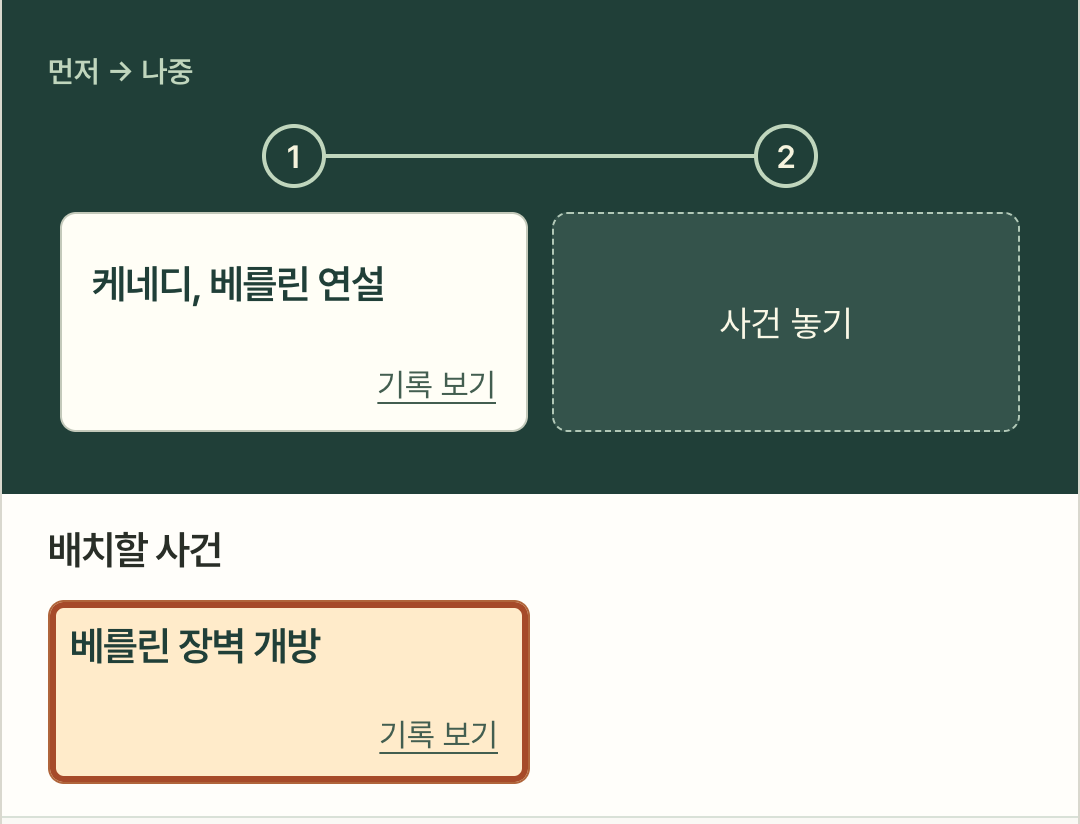 먼저 → 나중
1
2
케네디, 베를린 연설
기록 보기
사건 놓기
배치할 사건
베를린 장벽 개방
기록 보기